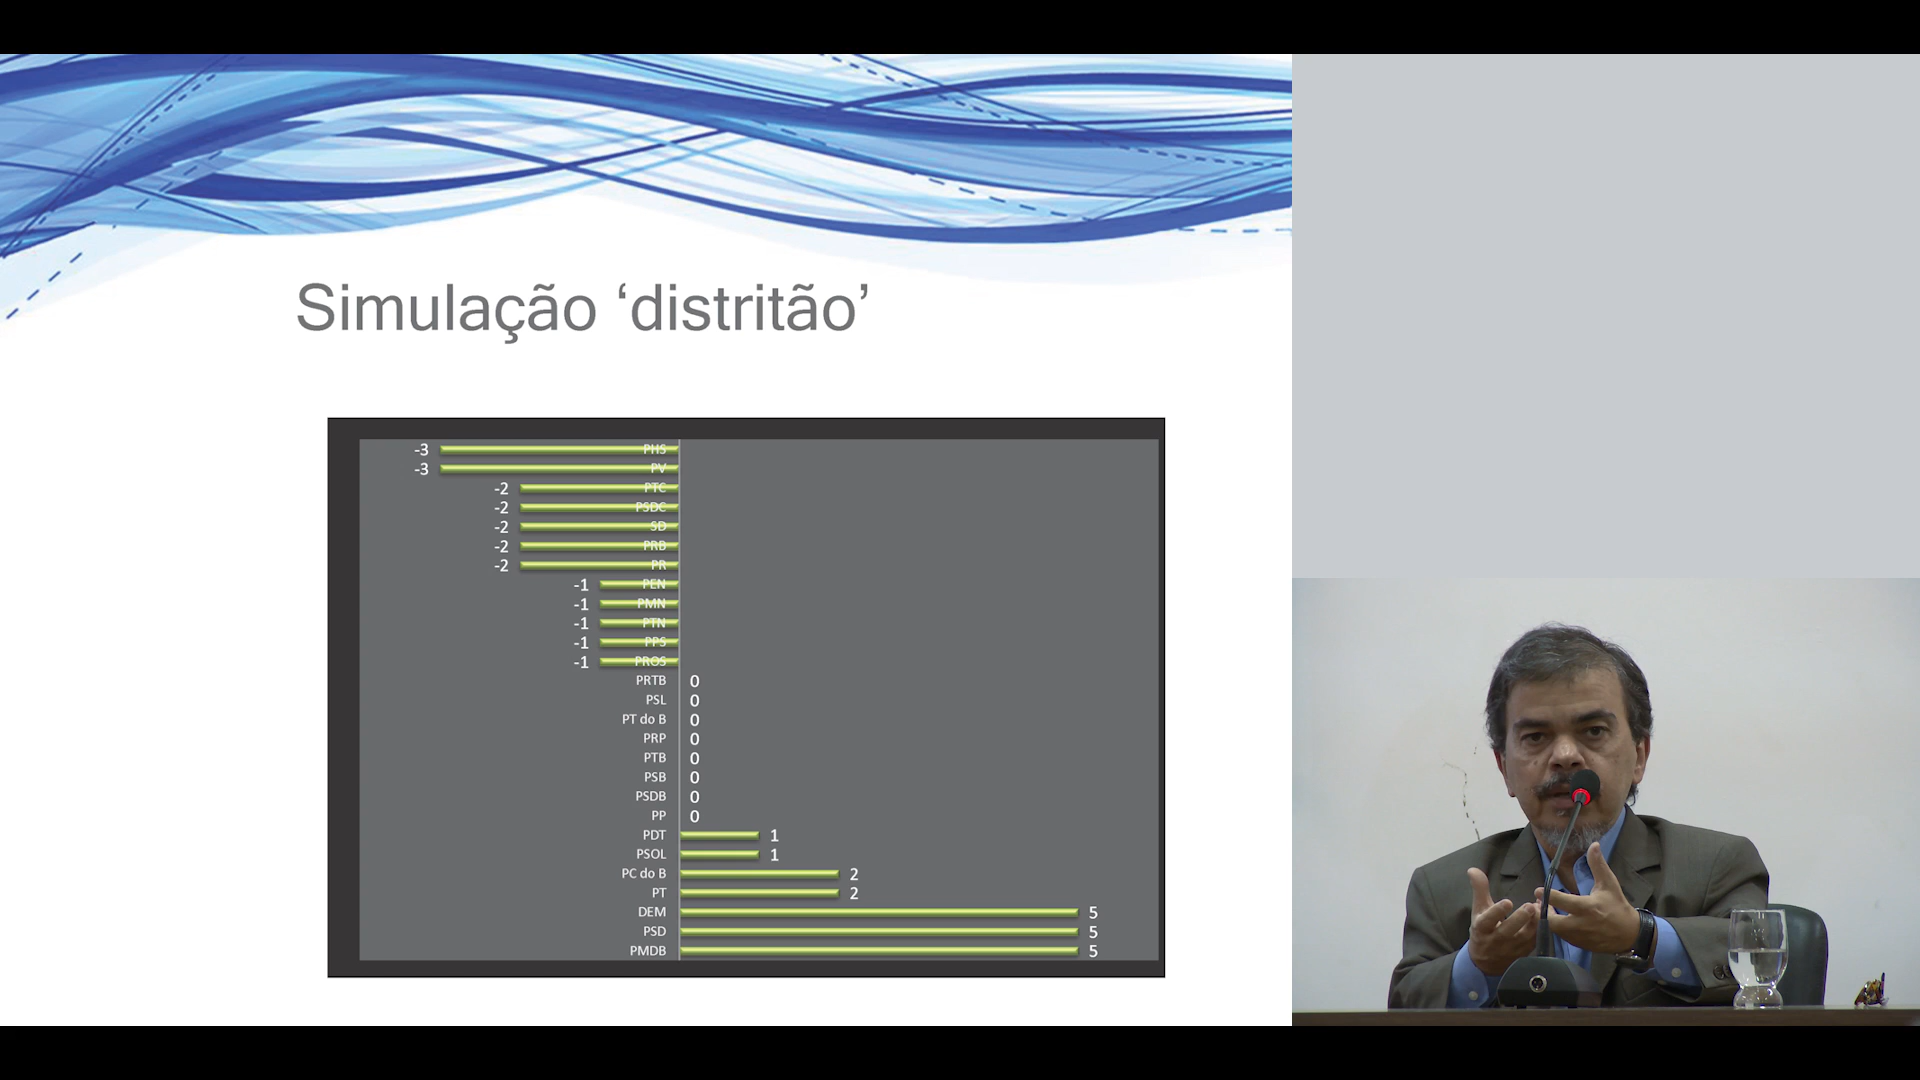 Simulação ‘distritão’
-3 PHS
-3 PV
-2 PTC
-2 PSDC
-2 SD
-2 PRB
-2 PR
-1 PEN
-1 PMN
-1 PTN
-1 PPS
-1 PROS
PRTB 0
PSL 0
PT do B 0
PRP 0
PTB 0
PSB 0
PSDB 0
PP 0
PDT 1
PSOL 1
PC do B 2
PT 2
DEM 5
PSD 5
PMDB 5